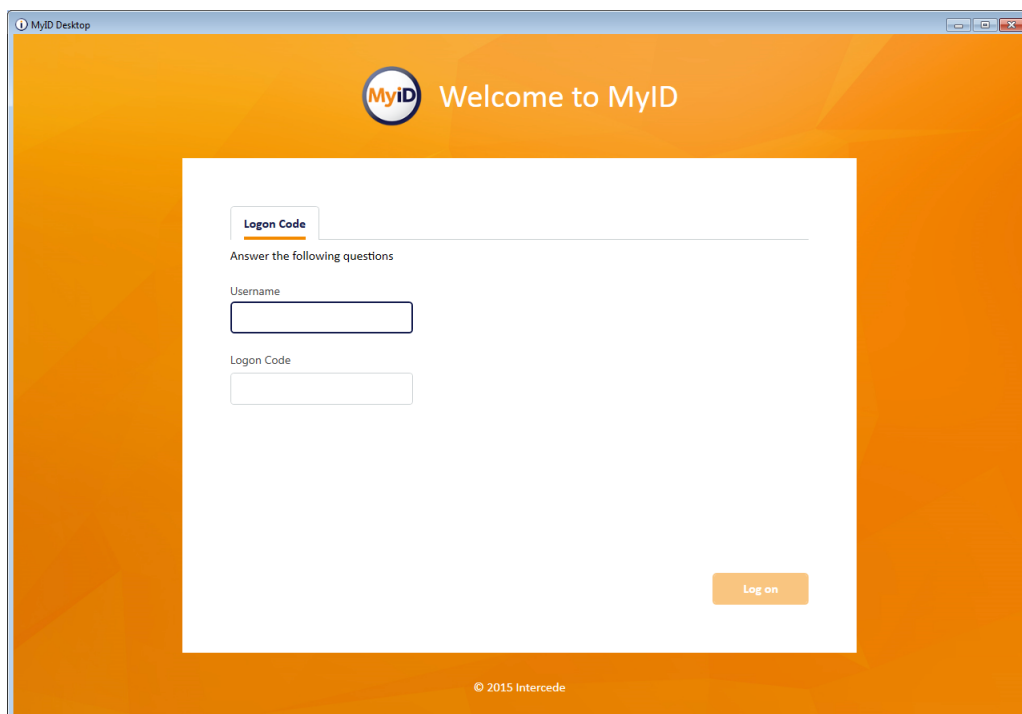 MyID Desktop
MyiD
Welcome to MyID
Logon Code
Answer the following questions
Username
Logon Code
Log on
© 2015 Intercede